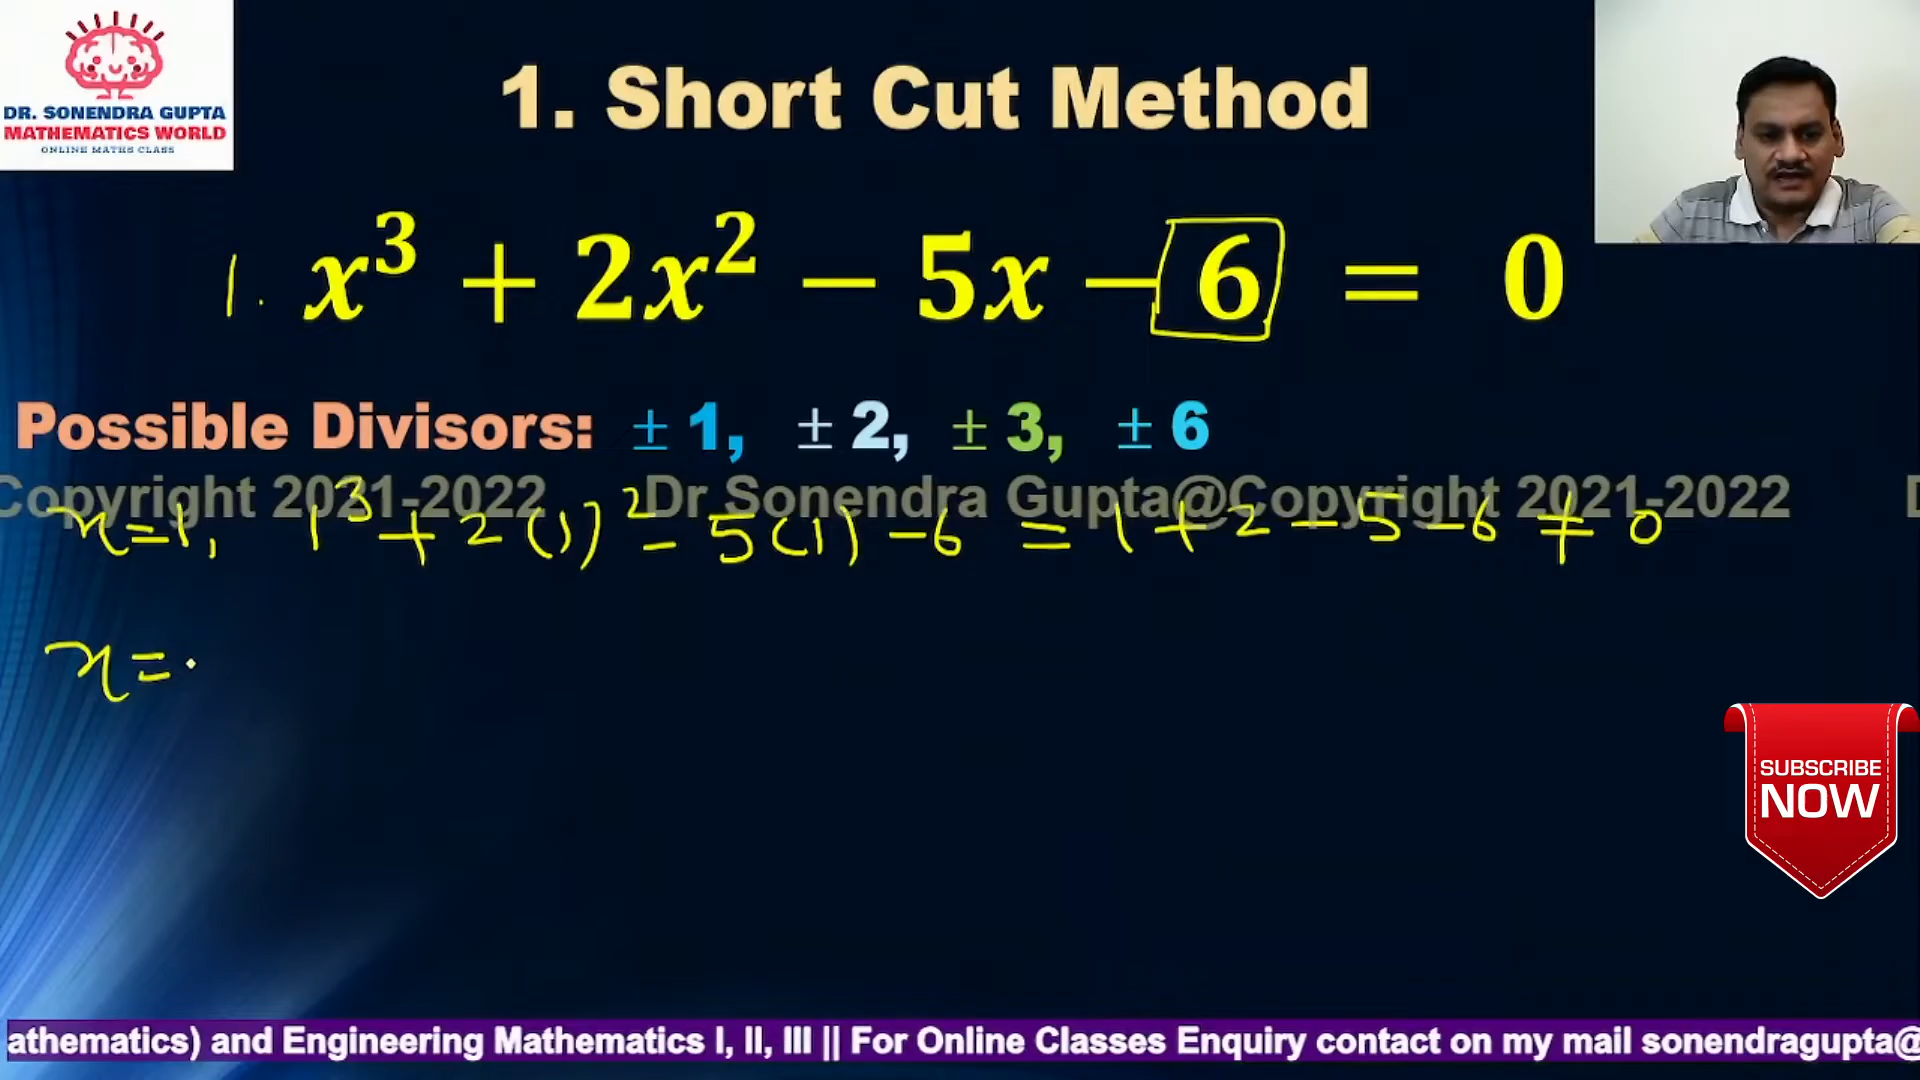 DR. SONENDRA GUPTA
MATHEMATICS WORLD
ONLINE MATHS CLASS
1. Short Cut Method
1. x³ + 2x² − 5x − 6 = 0
Possible Divisors: ± 1, ± 2, ± 3, ± 6
Copyright 2021-2022 Dr Sonendra Gupta@Copyright 2021-2022 D
x=1, 1³+2(1)²−5(1)−6 = 1+2−5−6 ≠ 0
x=
SUBSCRIBE
NOW
athematics) and Engineering Mathematics I, II, III || For Online Classes Enquiry contact on my mail sonendragupta@